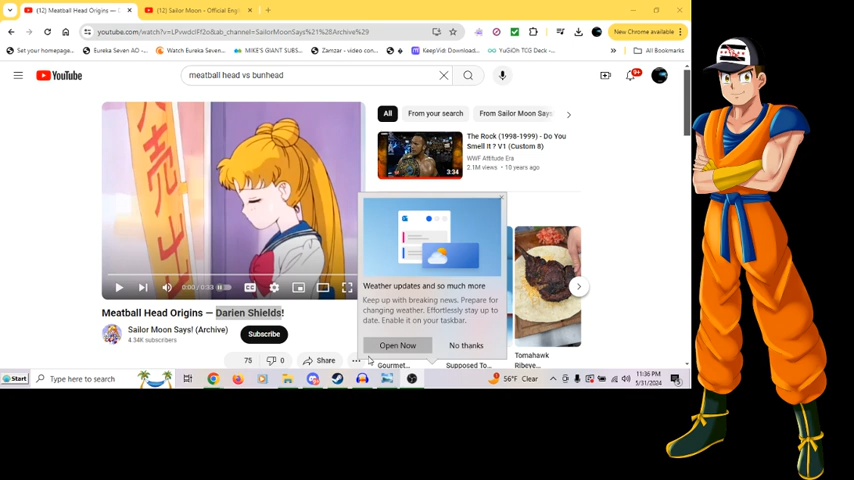 (12) Meatball Head Origins —
(12) Sailor Moon - Official Engl
youtube.com/watch?v=LPvwdclFf2o&ab_channel=SailorMoonSays%21%28Archive%29
New Chrome available
Set your homepage...
Eureka Seven AO -...
Watch Eureka Seven...
MIKE'S GIANT SUBS...
Zamzar - video con...
KeepVid: Download...
YuGiOh TCG Deck -...
All Bookmarks
YouTube
meatball head vs bunhead
9+
All
From your search
From Sailor Moon Says
The Rock (1998-1999) - Do You
Smell It ? V1 (Custom 8)
WWF Attitude Era
2.1M views • 10 years ago
3:34
大売出
0:00 / 0:33
Meatball Head Origins — Darien Shields!
Sailor Moon Says! (Archive)
4.34K subscribers
Subscribe
75
0
Share
Weather updates and so much more
Keep up with breaking news. Prepare for
changing weather. Effortlessly stay up to
date. Enable it on your taskbar.
Open Now
No thanks
Gourmet...
Supposed To...
Tomahawk
Ribeye...
Start
Type here to search
56°F Clear
11:36 PM
5/31/2024